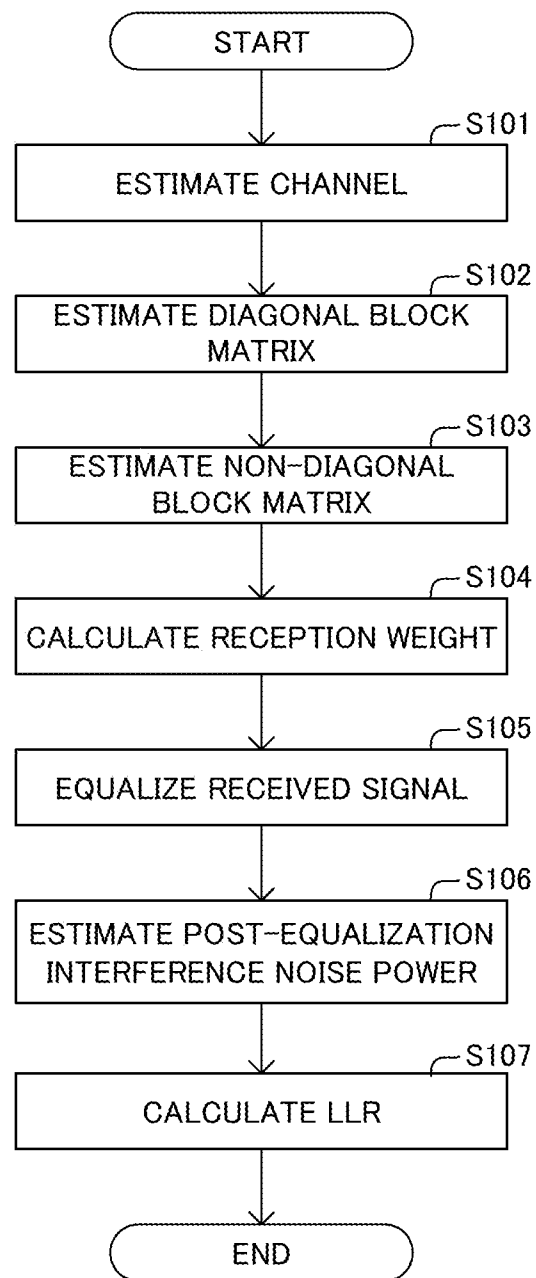 START
S101
ESTIMATE CHANNEL
S102
ESTIMATE DIAGONAL BLOCK
MATRIX
S103
ESTIMATE NON-DIAGONAL
BLOCK MATRIX
S104
CALCULATE RECEPTION WEIGHT
S105
EQUALIZE RECEIVED SIGNAL
S106
ESTIMATE POST-EQUALIZATION
INTERFERENCE NOISE POWER
S107
CALCULATE LLR
END